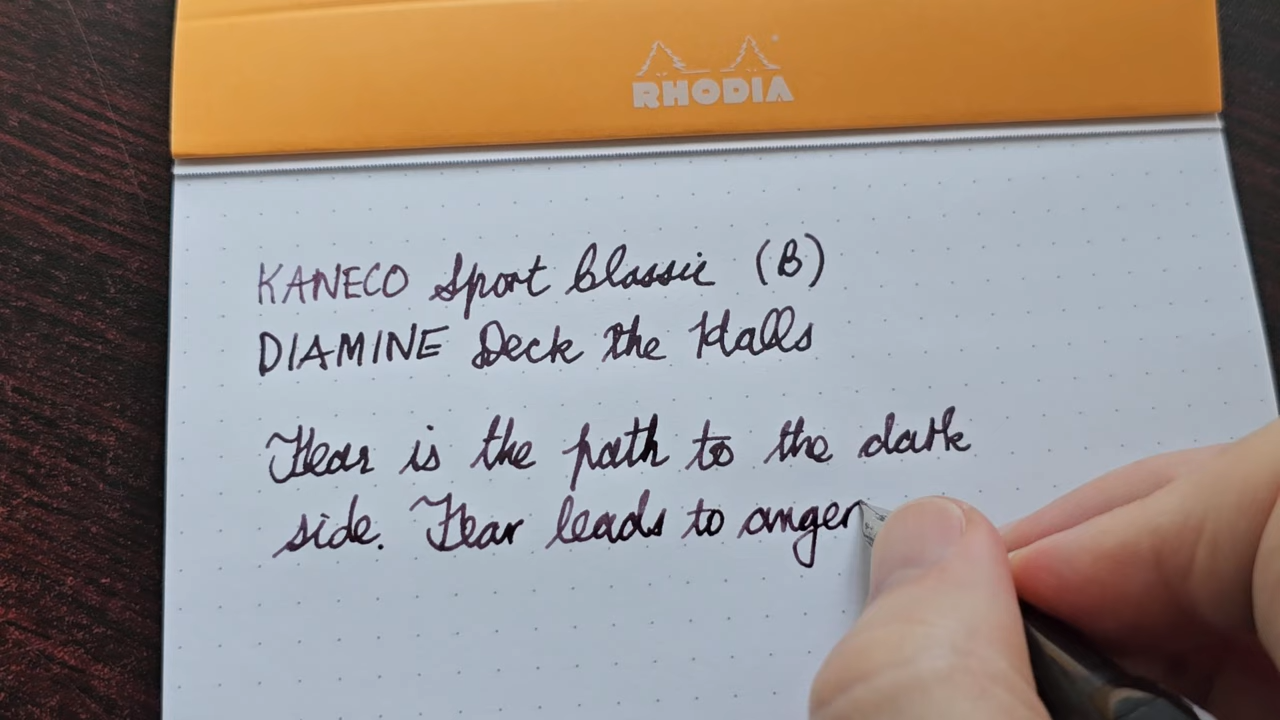 RHODIA
KANECO Sport Classic (B)
DIAMINE Deck the Halls
Fear is the path to the dark
side. Fear leads to anger